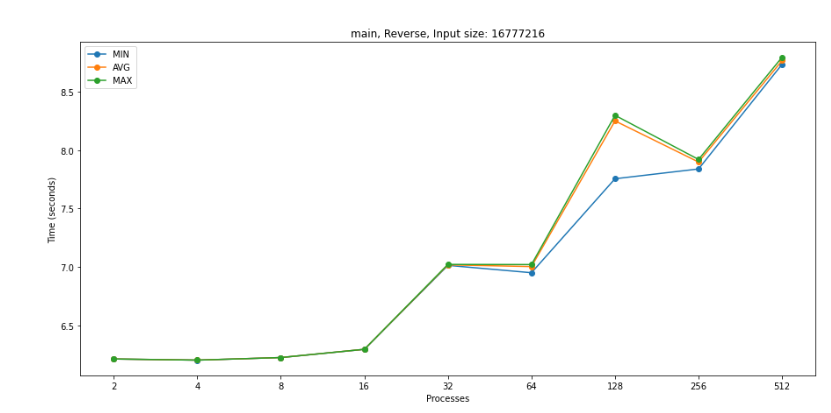 main, Reverse, Input size: 16777216
MIN
AVG
MAX
Time (seconds)
8.5
8.0
7.5
7.0
6.5
2 4 8 16 32 64 128 256 512
Processes